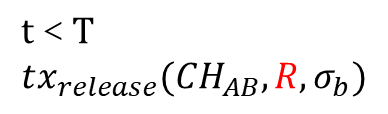 t < T
tx_release(CH_AB, R, σ_b)